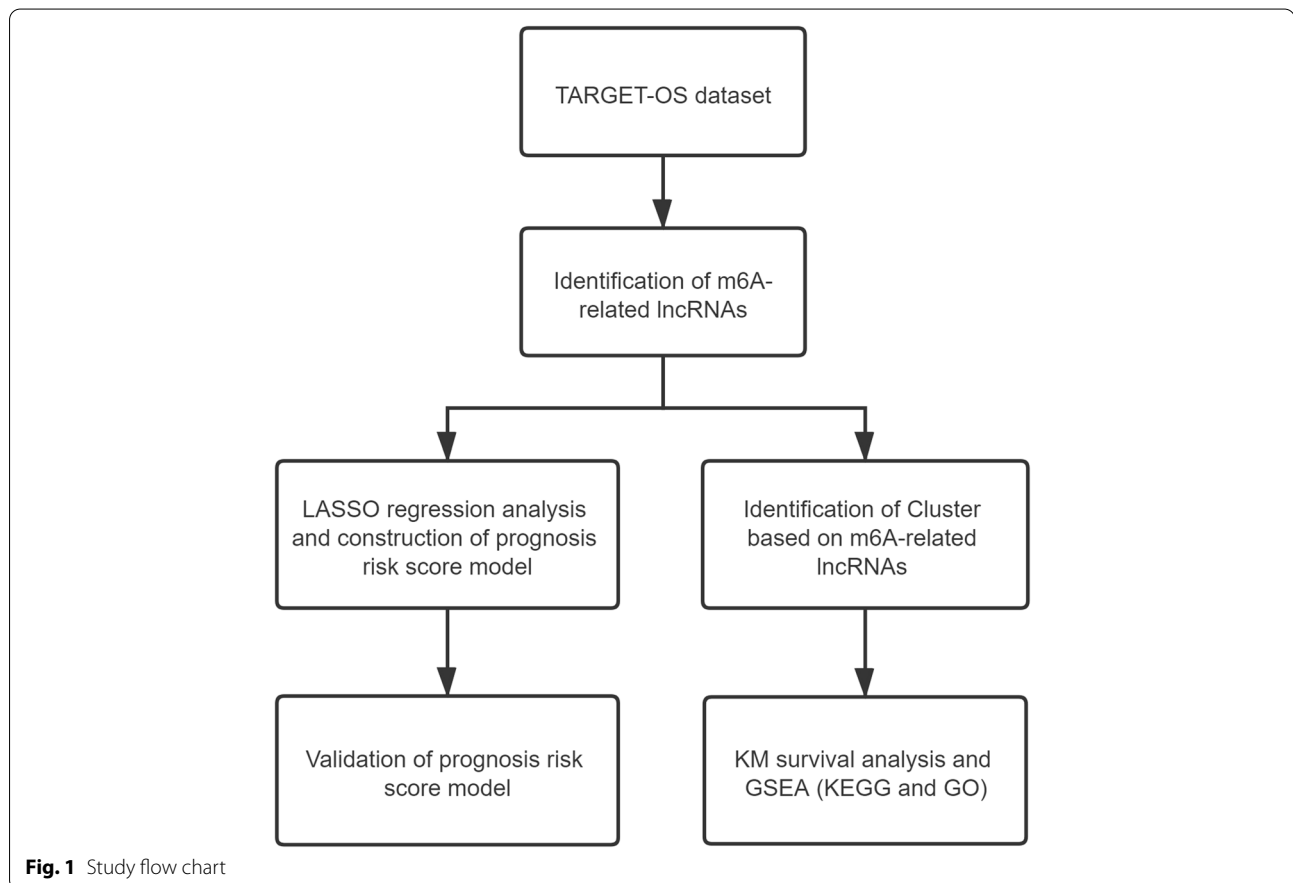 TARGET-OS dataset
Identification of m6A-
related lncRNAs
LASSO regression analysis
and construction of prognosis
risk score model
Identification of Cluster
based on m6A-related
lncRNAs
Validation of prognosis risk
score model
KM survival analysis and
GSEA (KEGG and GO)
Fig. 1 Study flow chart